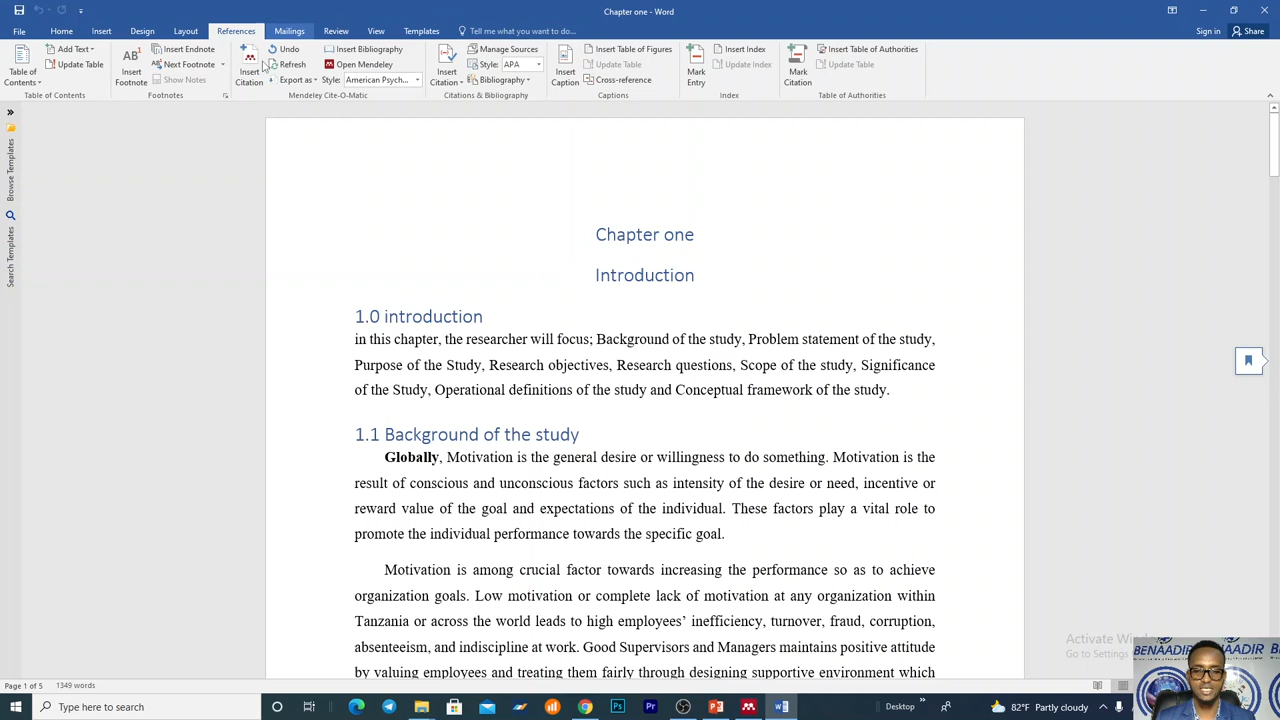 Chapter one - Word
Sign in
Share
File
Home
Insert
Design
Layout
References
Mailings
Review
View
Templates
Tell me what you want to do...
Table of Contents
Add Text
Update Table
Table of Contents
AB1
Insert Footnote
Insert Endnote
Next Footnote
Show Notes
Footnotes
Insert Citation
Undo
Refresh
Export as
Insert Bibliography
Open Mendeley
Style: American Psych...
Mendeley Cite-O-Matic
Insert Citation
Manage Sources
Style: APA
Bibliography
Citations & Bibliography
Insert Caption
Insert Table of Figures
Update Table
Cross-reference
Captions
Mark Entry
Insert Index
Update Index
Index
Mark Citation
Insert Table of Authorities
Update Table
Table of Authorities
Browse Templates
Search Templates
Chapter one
Introduction
1.0 introduction
in this chapter, the researcher will focus; Background of the study, Problem statement of the study,
Purpose of the Study, Research objectives, Research questions, Scope of the study, Significance
of the Study, Operational definitions of the study and Conceptual framework of the study.
1.1 Background of the study
Globally, Motivation is the general desire or willingness to do something. Motivation is the
result of conscious and unconscious factors such as intensity of the desire or need, incentive or
reward value of the goal and expectations of the individual. These factors play a vital role to
promote the individual performance towards the specific goal.
Motivation is among crucial factor towards increasing the performance so as to achieve
organization goals. Low motivation or complete lack of motivation at any organization within
Tanzania or across the world leads to high employees’ inefficiency, turnover, fraud, corruption,
absenteeism, and indiscipline at work. Good Supervisors and Managers maintains positive attitude
by valuing employees and treating them fairly through designing supportive environment which
Activate
Go to Settings
BENAADIR
Page 1 of 5
1349 words
Type here to search
Desktop
82°F Partly cloudy